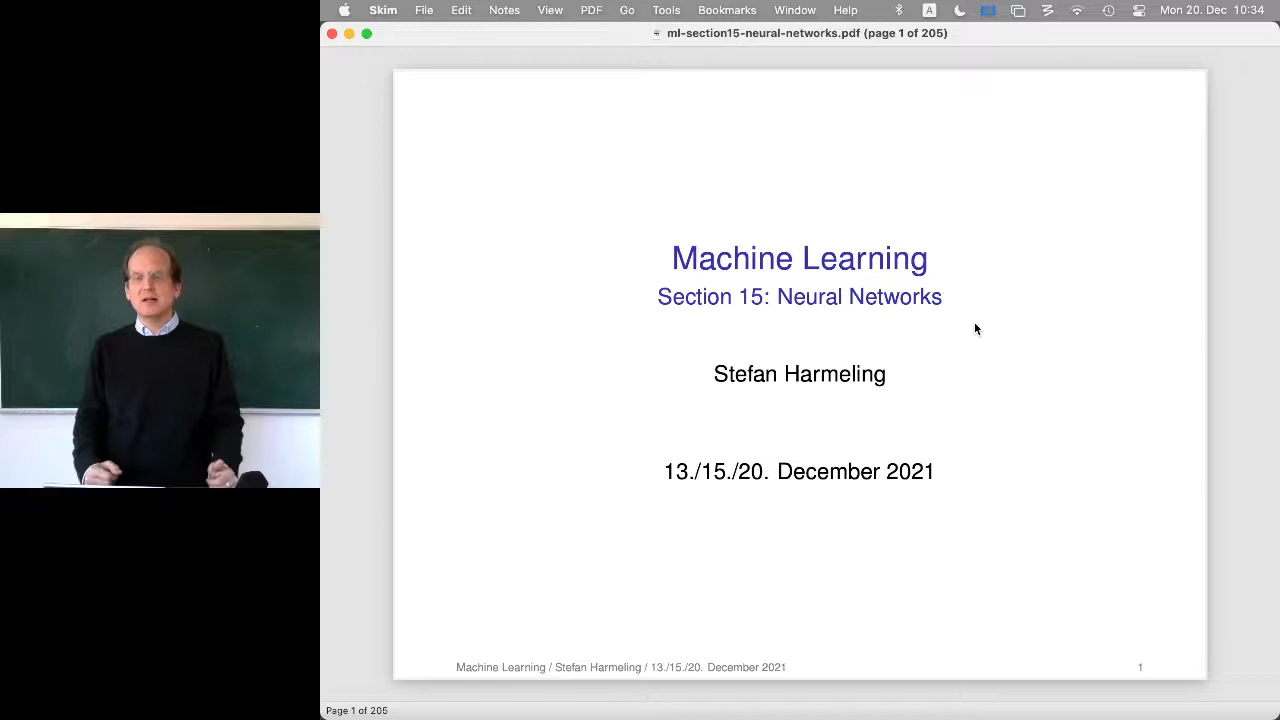 Skim File Edit Notes View PDF Go Tools Bookmarks Window Help A Mon 20. Dec 10:34
ml-section15-neural-networks.pdf (page 1 of 205)
Machine Learning
Section 15: Neural Networks
Stefan Harmeling
13./15./20. December 2021
Machine Learning / Stefan Harmeling / 13./15./20. December 2021 1
Page 1 of 205